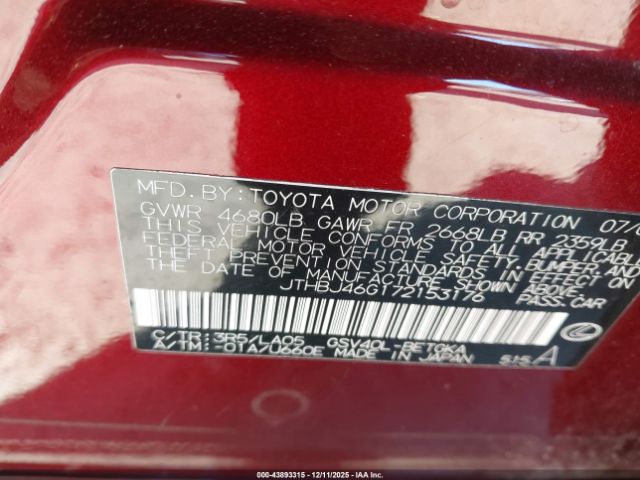 MFD. BY: TOYOTA MOTOR CORPORATION 07/0
GVWR 4680LB GAWR FR 2668LB RR 2359LB
THIS VEHICLE CONFORMS TO ALL APPLICABLE
FEDERAL MOTOR VEHICLE SAFETY, BUMPER, AND
THEFT PREVENTION STANDARDS IN EFFECT ON
THE DATE OF MANUFACTURE SHOWN ABOVE.
JTHBJ46G172153176 PASS.CAR
C/TR: 3R5/LA05 GSV40L-BETGKA
A/TM: -01A/U660E MADE IN JAPAN 515 A
000-43893315 - 12/11/2025 - IAA Inc.